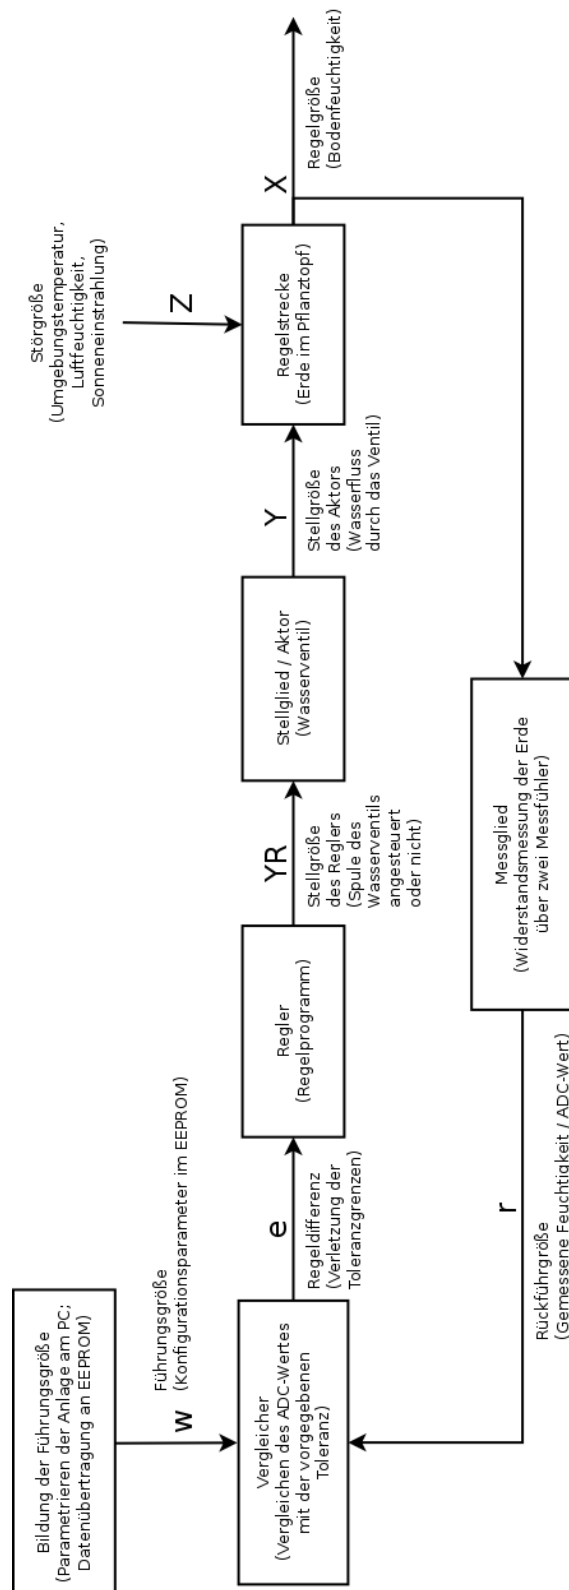 Bildung der Führungsgröße
(Parametrieren der Anlage am PC;
Datenübertragung an EEPROM)
w
Führungsgröße
(Konfigurationsparameter im EEPROM)
Vergleicher
(Vergleichen des ADC-Wertes
mit der vorgegebenen
Toleranz)
e
Regeldifferenz
(Verletzung der
Toleranzgrenzen)
Regler
(Regelprogramm)
YR
Stellgröße
des Reglers
(Spule des
Wasserventils
angesteuert
oder nicht)
Stellglied / Aktor
(Wasserventil)
Y
Stellgröße
des Aktors
(Wasserfluss
durch das Ventil)
Störgröße
(Umgebungstemperatur,
Luftfeuchtigkeit,
Sonneneinstrahlung)
Z
Regelstrecke
(Erde im Pflanztopf)
X
Regelgröße
(Bodenfeuchtigkeit)
Messglied
(Widerstandsmessung der Erde
über zwei Messfühler)
r
Rückführgröße
(Gemessene Feuchtigkeit / ADC-Wert)